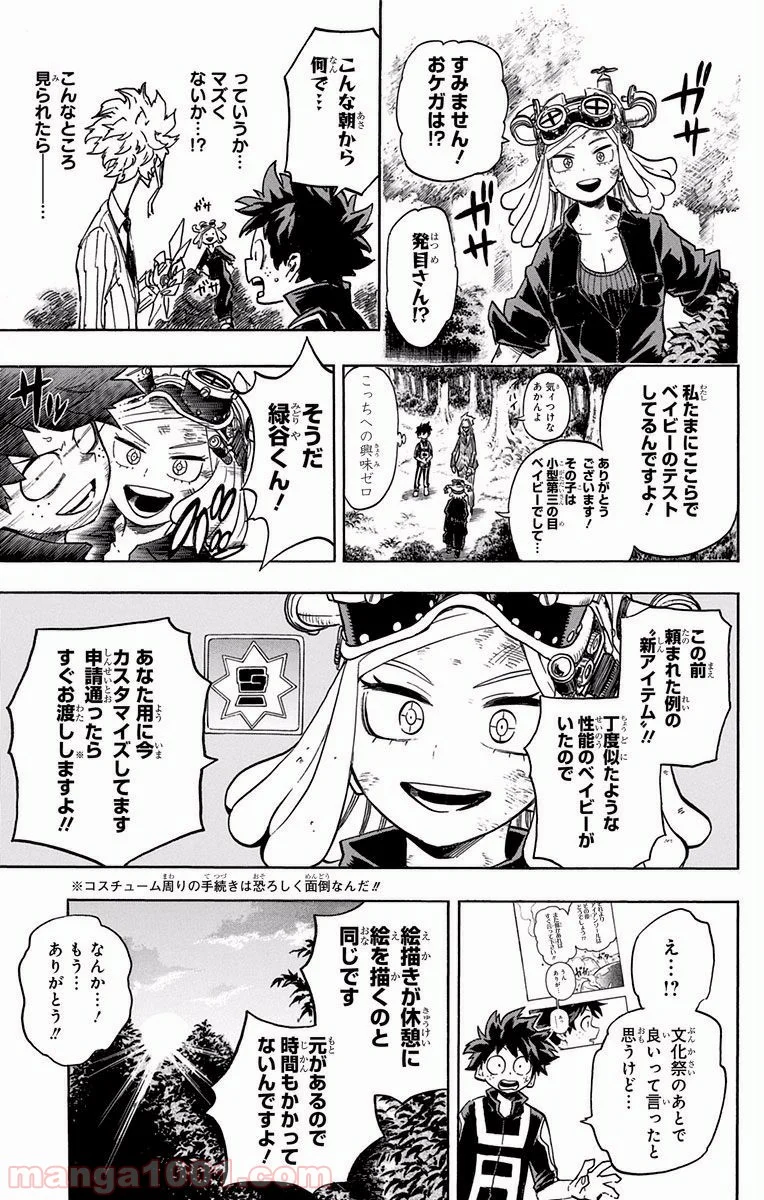 すみません!
おケガは!?
ガサ
ガサ
発目さん!?
こんな朝から
何で…
っていうか…
マズく
ないか…!?
こんなところ
見られたら———…
ガサ
ガサ
私たまにここらで
ベイビーのテスト
してるんですよ!
気ィつけな
あかんよ
ハイ
ありがとう
ございます!
その子は
小型第三の目
ベイビーでして…
こっちへの興味ゼロ
そうだ
緑谷くん!
この前
頼まれた例の
“新アイテム”!!
丁度似たような
性能のベイビーが
いたので
あなた用に今
カスタマイズしてます
申請通ったら※
すぐお渡ししますよ!!
※コスチューム周りの手続きは恐ろしく面倒なんだ!!
え…!?
文化祭のあとで
良いって言ったと
思うけど…
絵描きが休憩に
絵を描くのと
同じです
元があるので
時間もかかって
ないんですよ!
なんか…!
もう…
ありがとう!!
manga1001.com